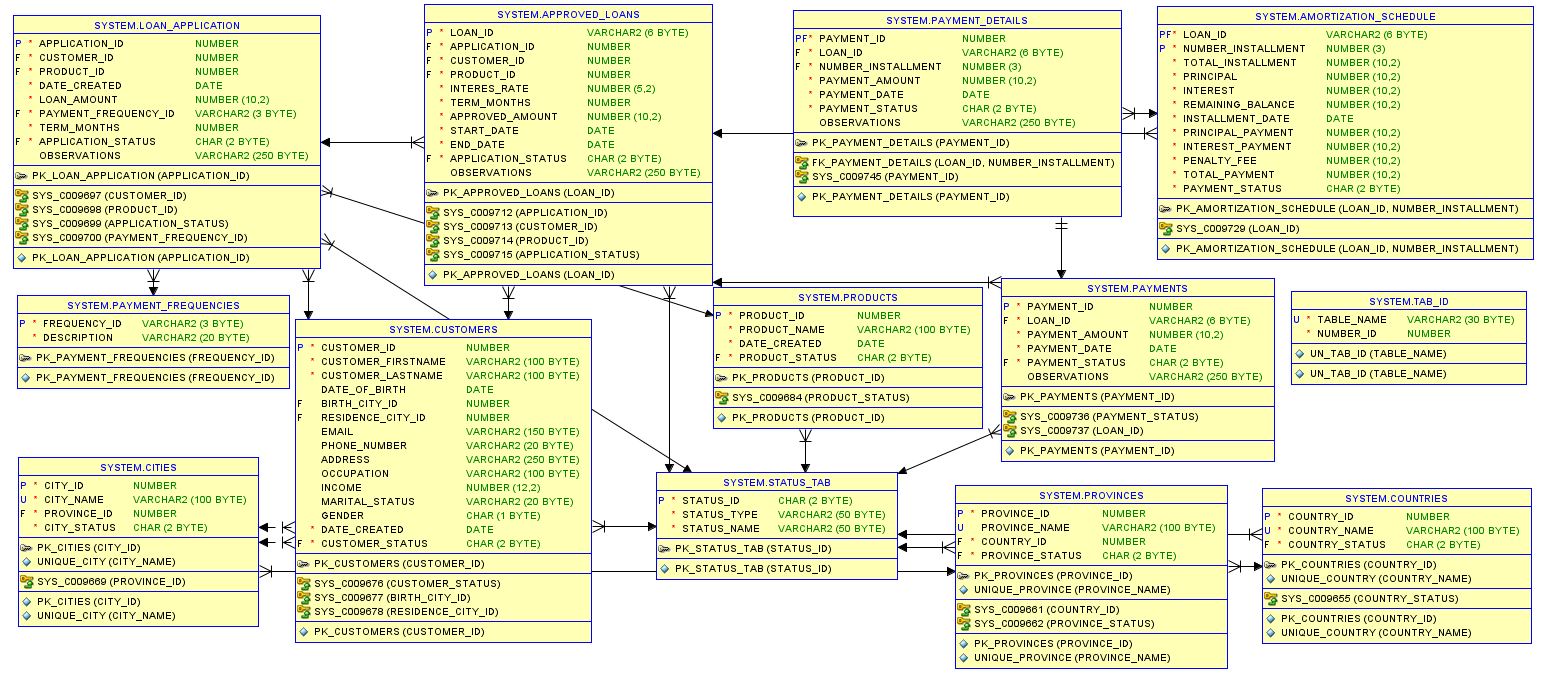 SYSTEM.LOAN_APPLICATION
P * APPLICATION_ID NUMBER
F * CUSTOMER_ID NUMBER
F * PRODUCT_ID NUMBER
* DATE_CREATED DATE
* LOAN_AMOUNT NUMBER (10,2)
F * PAYMENT_FREQUENCY_ID VARCHAR2 (3 BYTE)
* TERM_MONTHS NUMBER
F * APPLICATION_STATUS CHAR (2 BYTE)
OBSERVATIONS VARCHAR2 (250 BYTE)
PK_LOAN_APPLICATION (APPLICATION_ID)
SYS_C009697 (CUSTOMER_ID)
SYS_C009698 (PRODUCT_ID)
SYS_C009699 (APPLICATION_STATUS)
SYS_C009700 (PAYMENT_FREQUENCY_ID)
PK_LOAN_APPLICATION (APPLICATION_ID)
SYSTEM.APPROVED_LOANS
P * LOAN_ID VARCHAR2 (6 BYTE)
F * APPLICATION_ID NUMBER
F * CUSTOMER_ID NUMBER
F * PRODUCT_ID NUMBER
* INTERES_RATE NUMBER (5,2)
* TERM_MONTHS NUMBER
* APPROVED_AMOUNT NUMBER (10,2)
* START_DATE DATE
* END_DATE DATE
F * APPLICATION_STATUS CHAR (2 BYTE)
OBSERVATIONS VARCHAR2 (250 BYTE)
PK_APPROVED_LOANS (LOAN_ID)
SYS_C009712 (APPLICATION_ID)
SYS_C009713 (CUSTOMER_ID)
SYS_C009714 (PRODUCT_ID)
SYS_C009715 (APPLICATION_STATUS)
PK_APPROVED_LOANS (LOAN_ID)
SYSTEM.PAYMENT_DETAILS
PF* PAYMENT_ID NUMBER
F * LOAN_ID VARCHAR2 (6 BYTE)
F * NUMBER_INSTALLMENT NUMBER (3)
* PAYMENT_AMOUNT NUMBER (10,2)
* PAYMENT_DATE DATE
* PAYMENT_STATUS CHAR (2 BYTE)
OBSERVATIONS VARCHAR2 (250 BYTE)
PK_PAYMENT_DETAILS (PAYMENT_ID)
FK_PAYMENT_DETAILS (LOAN_ID, NUMBER_INSTALLMENT)
SYS_C009745 (PAYMENT_ID)
PK_PAYMENT_DETAILS (PAYMENT_ID)
SYSTEM.AMORTIZATION_SCHEDULE
PF* LOAN_ID VARCHAR2 (6 BYTE)
P * NUMBER_INSTALLMENT NUMBER (3)
* TOTAL_INSTALLMENT NUMBER (10,2)
* PRINCIPAL NUMBER (10,2)
* INTEREST NUMBER (10,2)
* REMAINING_BALANCE NUMBER (10,2)
* INSTALLMENT_DATE DATE
* PRINCIPAL_PAYMENT NUMBER (10,2)
* INTEREST_PAYMENT NUMBER (10,2)
* PENALTY_FEE NUMBER (10,2)
* TOTAL_PAYMENT NUMBER (10,2)
* PAYMENT_STATUS CHAR (2 BYTE)
PK_AMORTIZATION_SCHEDULE (LOAN_ID, NUMBER_INSTALLMENT)
SYS_C009729 (LOAN_ID)
PK_AMORTIZATION_SCHEDULE (LOAN_ID, NUMBER_INSTALLMENT)
SYSTEM.PAYMENT_FREQUENCIES
P * FREQUENCY_ID VARCHAR2 (3 BYTE)
* DESCRIPTION VARCHAR2 (20 BYTE)
PK_PAYMENT_FREQUENCIES (FREQUENCY_ID)
PK_PAYMENT_FREQUENCIES (FREQUENCY_ID)
SYSTEM.CUSTOMERS
P * CUSTOMER_ID NUMBER
* CUSTOMER_FIRSTNAME VARCHAR2 (100 BYTE)
* CUSTOMER_LASTNAME VARCHAR2 (100 BYTE)
DATE_OF_BIRTH DATE
F BIRTH_CITY_ID NUMBER
F RESIDENCE_CITY_ID NUMBER
EMAIL VARCHAR2 (150 BYTE)
PHONE_NUMBER VARCHAR2 (20 BYTE)
ADDRESS VARCHAR2 (250 BYTE)
OCCUPATION VARCHAR2 (100 BYTE)
INCOME NUMBER (12,2)
MARITAL_STATUS VARCHAR2 (20 BYTE)
GENDER CHAR (1 BYTE)
* DATE_CREATED DATE
F * CUSTOMER_STATUS CHAR (2 BYTE)
PK_CUSTOMERS (CUSTOMER_ID)
SYS_C009676 (CUSTOMER_STATUS)
SYS_C009677 (BIRTH_CITY_ID)
SYS_C009678 (RESIDENCE_CITY_ID)
PK_CUSTOMERS (CUSTOMER_ID)
SYSTEM.PRODUCTS
P * PRODUCT_ID NUMBER
* PRODUCT_NAME VARCHAR2 (100 BYTE)
* DATE_CREATED DATE
F * PRODUCT_STATUS CHAR (2 BYTE)
PK_PRODUCTS (PRODUCT_ID)
SYS_C009684 (PRODUCT_STATUS)
PK_PRODUCTS (PRODUCT_ID)
SYSTEM.PAYMENTS
P * PAYMENT_ID NUMBER
F * LOAN_ID VARCHAR2 (6 BYTE)
* PAYMENT_AMOUNT NUMBER (10,2)
* PAYMENT_DATE DATE
F * PAYMENT_STATUS CHAR (2 BYTE)
OBSERVATIONS VARCHAR2 (250 BYTE)
PK_PAYMENTS (PAYMENT_ID)
SYS_C009736 (PAYMENT_STATUS)
SYS_C009737 (LOAN_ID)
PK_PAYMENTS (PAYMENT_ID)
SYSTEM.TAB_ID
U * TABLE_NAME VARCHAR2 (30 BYTE)
* NUMBER_ID NUMBER
UN_TAB_ID (TABLE_NAME)
UN_TAB_ID (TABLE_NAME)
SYSTEM.CITIES
P * CITY_ID NUMBER
U * CITY_NAME VARCHAR2 (100 BYTE)
F * PROVINCE_ID NUMBER
* CITY_STATUS CHAR (2 BYTE)
PK_CITIES (CITY_ID)
UNIQUE_CITY (CITY_NAME)
SYS_C009669 (PROVINCE_ID)
PK_CITIES (CITY_ID)
UNIQUE_CITY (CITY_NAME)
SYSTEM.STATUS_TAB
P * STATUS_ID CHAR (2 BYTE)
* STATUS_TYPE VARCHAR2 (50 BYTE)
* STATUS_NAME VARCHAR2 (50 BYTE)
PK_STATUS_TAB (STATUS_ID)
PK_STATUS_TAB (STATUS_ID)
SYSTEM.PROVINCES
P * PROVINCE_ID NUMBER
U PROVINCE_NAME VARCHAR2 (100 BYTE)
F * COUNTRY_ID NUMBER
F * PROVINCE_STATUS CHAR (2 BYTE)
PK_PROVINCES (PROVINCE_ID)
UNIQUE_PROVINCE (PROVINCE_NAME)
SYS_C009661 (COUNTRY_ID)
SYS_C009662 (PROVINCE_STATUS)
PK_PROVINCES (PROVINCE_ID)
UNIQUE_PROVINCE (PROVINCE_NAME)
SYSTEM.COUNTRIES
P * COUNTRY_ID NUMBER
U * COUNTRY_NAME VARCHAR2 (100 BYTE)
F * COUNTRY_STATUS CHAR (2 BYTE)
PK_COUNTRIES (COUNTRY_ID)
UNIQUE_COUNTRY (COUNTRY_NAME)
SYS_C009655 (COUNTRY_STATUS)
PK_COUNTRIES (COUNTRY_ID)
UNIQUE_COUNTRY (COUNTRY_NAME)